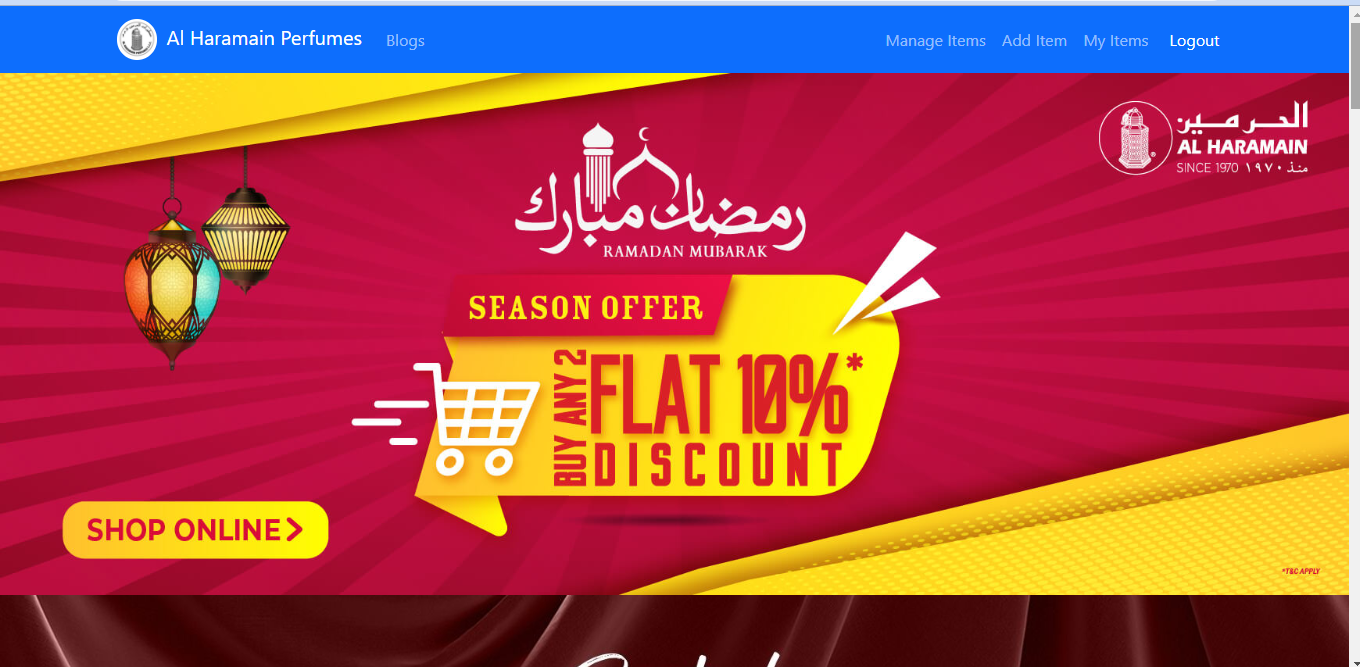 Al Haramain Perfumes
Blogs
Manage Items
Add Item
My Items
Logout
الحرمين
AL HARAMAIN
SINCE 1970 منذ ١٩٧٠
رمضان مبارك
RAMADAN MUBARAK
SEASON OFFER
BUY ANY 2
FLAT 10%*
DISCOUNT
SHOP ONLINE
*T&C APPLY